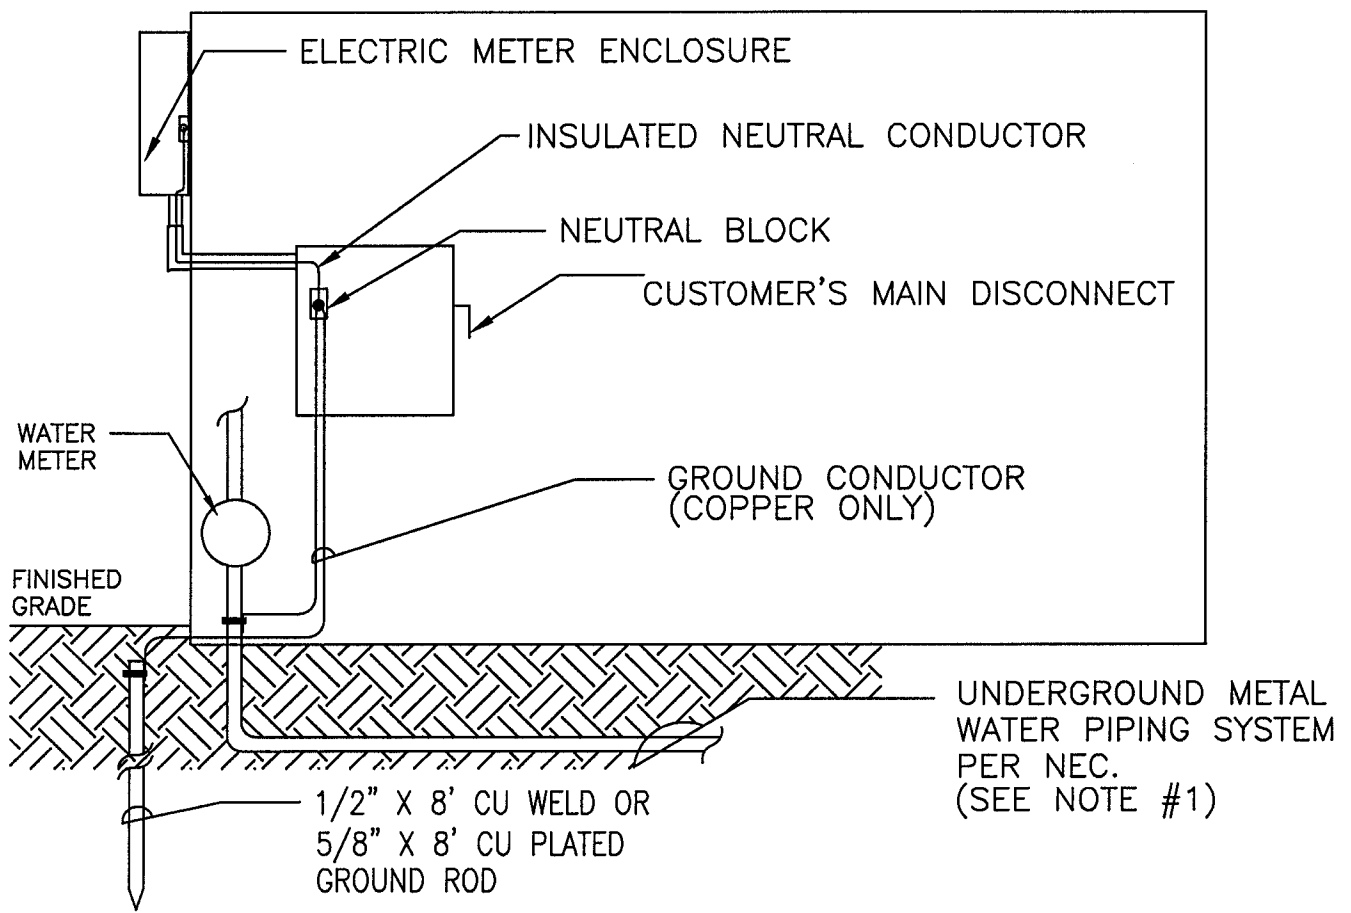 ELECTRIC METER ENCLOSURE
INSULATED NEUTRAL CONDUCTOR
NEUTRAL BLOCK
CUSTOMER'S MAIN DISCONNECT
WATER
METER
GROUND CONDUCTOR
(COPPER ONLY)
FINISHED
GRADE
UNDERGROUND METAL
WATER PIPING SYSTEM
PER NEC.
(SEE NOTE #1)
1/2" X 8' CU WELD OR
5/8" X 8' CU PLATED
GROUND ROD